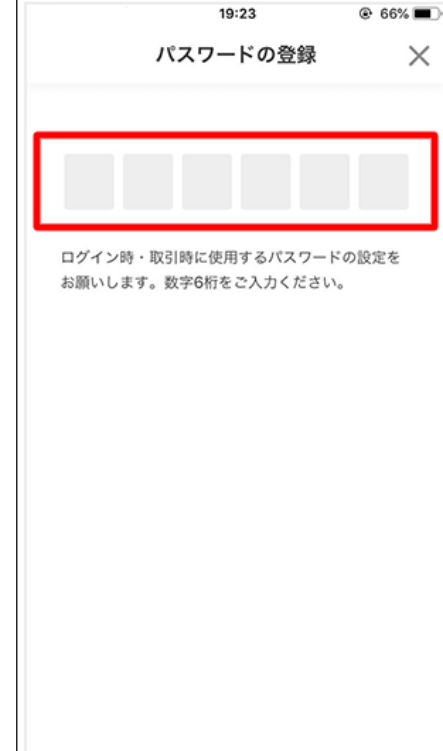 19:23
66%
パスワードの登録
ログイン時・取引時に使用するパスワードの設定を
お願いします。数字6桁をご入力ください。